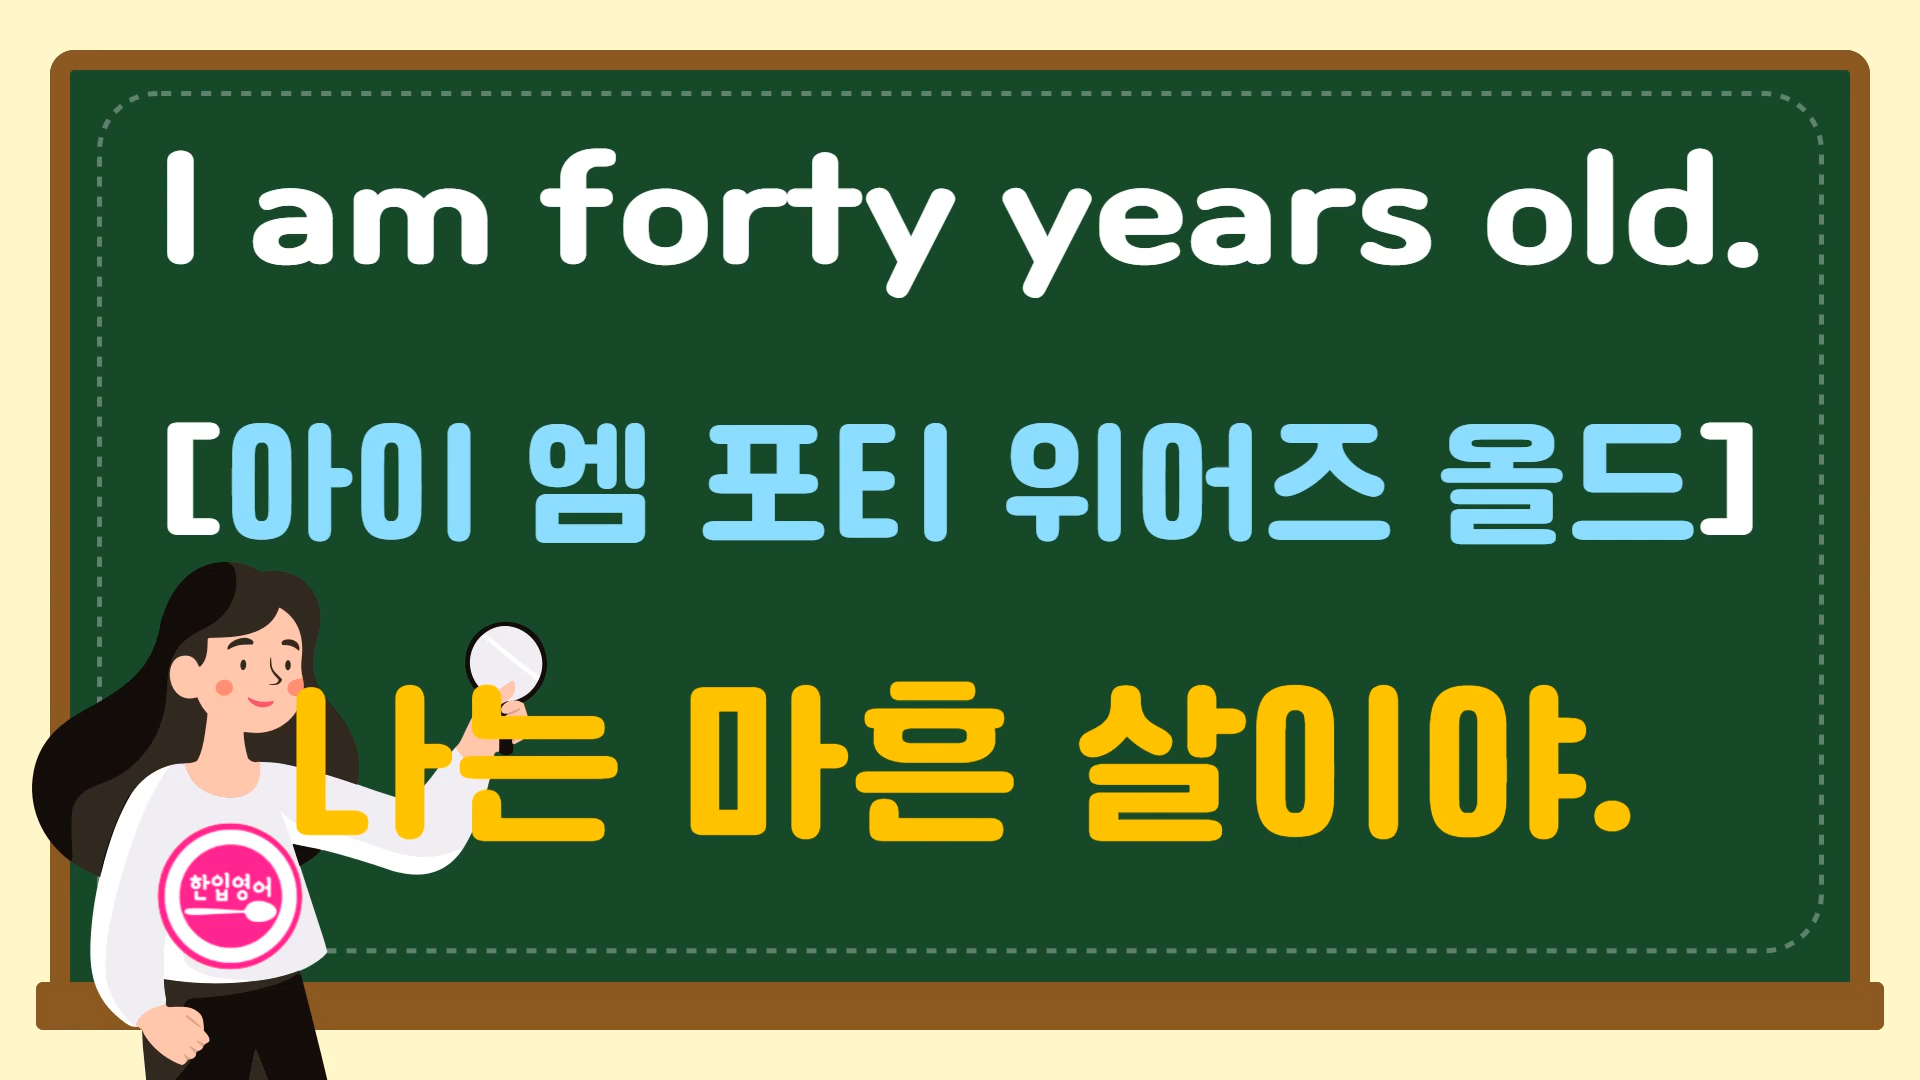 I am forty years old.
[아이 엠 포티 위어즈 올드]
나는 마흔 살이야.
한입영어